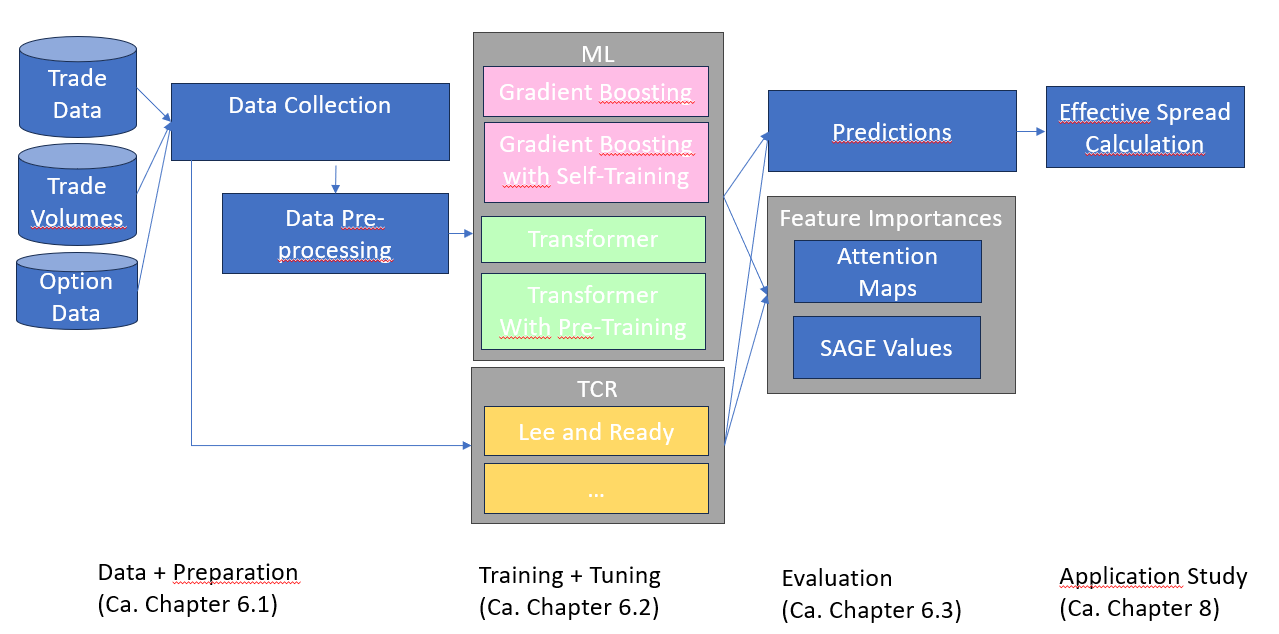 Trade
Data
Trade
Volumes
Option
Data
Data Collection
Data Pre-
processing
ML
Gradient Boosting
Gradient Boosting
with Self-Training
Transformer
Transformer
With Pre-Training
TCR
Lee and Ready
...
Predictions
Feature Importances
Attention
Maps
SAGE Values
Effective Spread
Calculation
Data + Preparation
(Ca. Chapter 6.1)
Training + Tuning
(Ca. Chapter 6.2)
Evaluation
(Ca. Chapter 6.3)
Application Study
(Ca. Chapter 8)